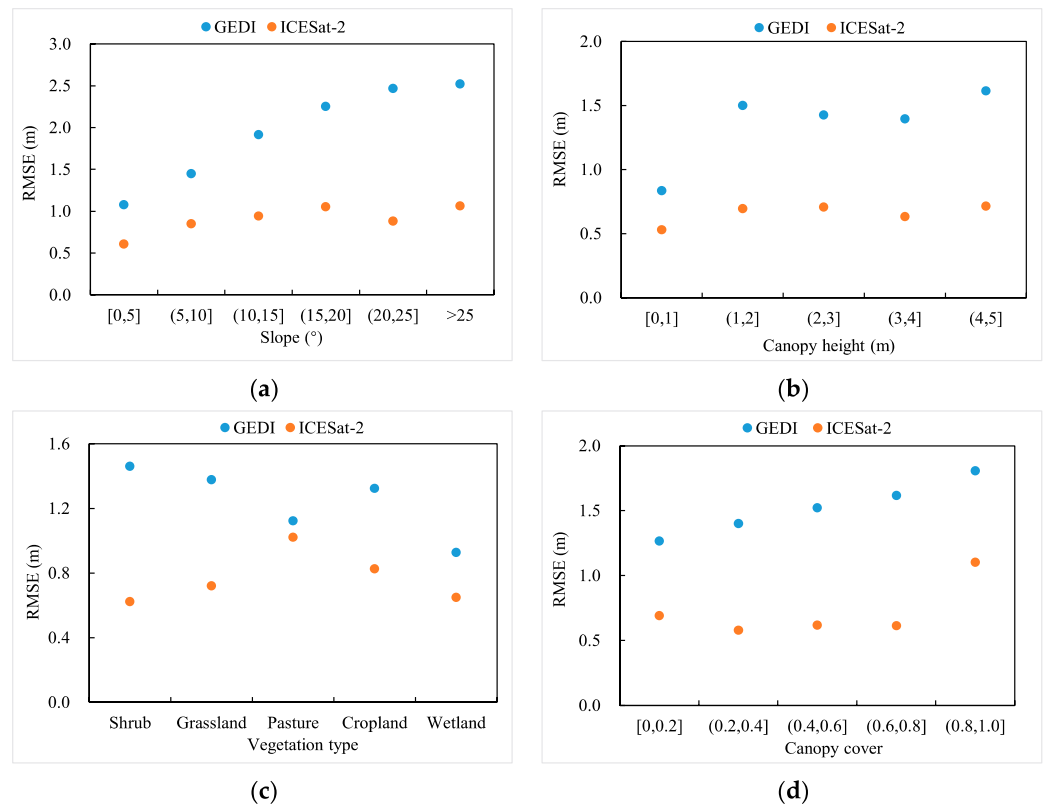 GEDI ICESat-2
3.0
2.5
2.0
1.5
1.0
0.5
0.0
RMSE (m)
[0,5] (5,10] (10,15] (15,20] (20,25] >25
Slope (°)
(a)
GEDI ICESat-2
2.0
1.5
1.0
0.5
0.0
RMSE (m)
[0,1] (1,2] (2,3] (3,4] (4,5]
Canopy height (m)
(b)
GEDI ICESat-2
1.6
1.2
0.8
0.4
0.0
RMSE (m)
Shrub Grassland Pasture Cropland Wetland
Vegetation type
(c)
GEDI ICESat-2
2.0
1.5
1.0
0.5
0.0
RMSE (m)
[0,0.2] (0.2,0.4] (0.4,0.6] (0.6,0.8] (0.8,1.0]
Canopy cover
(d)